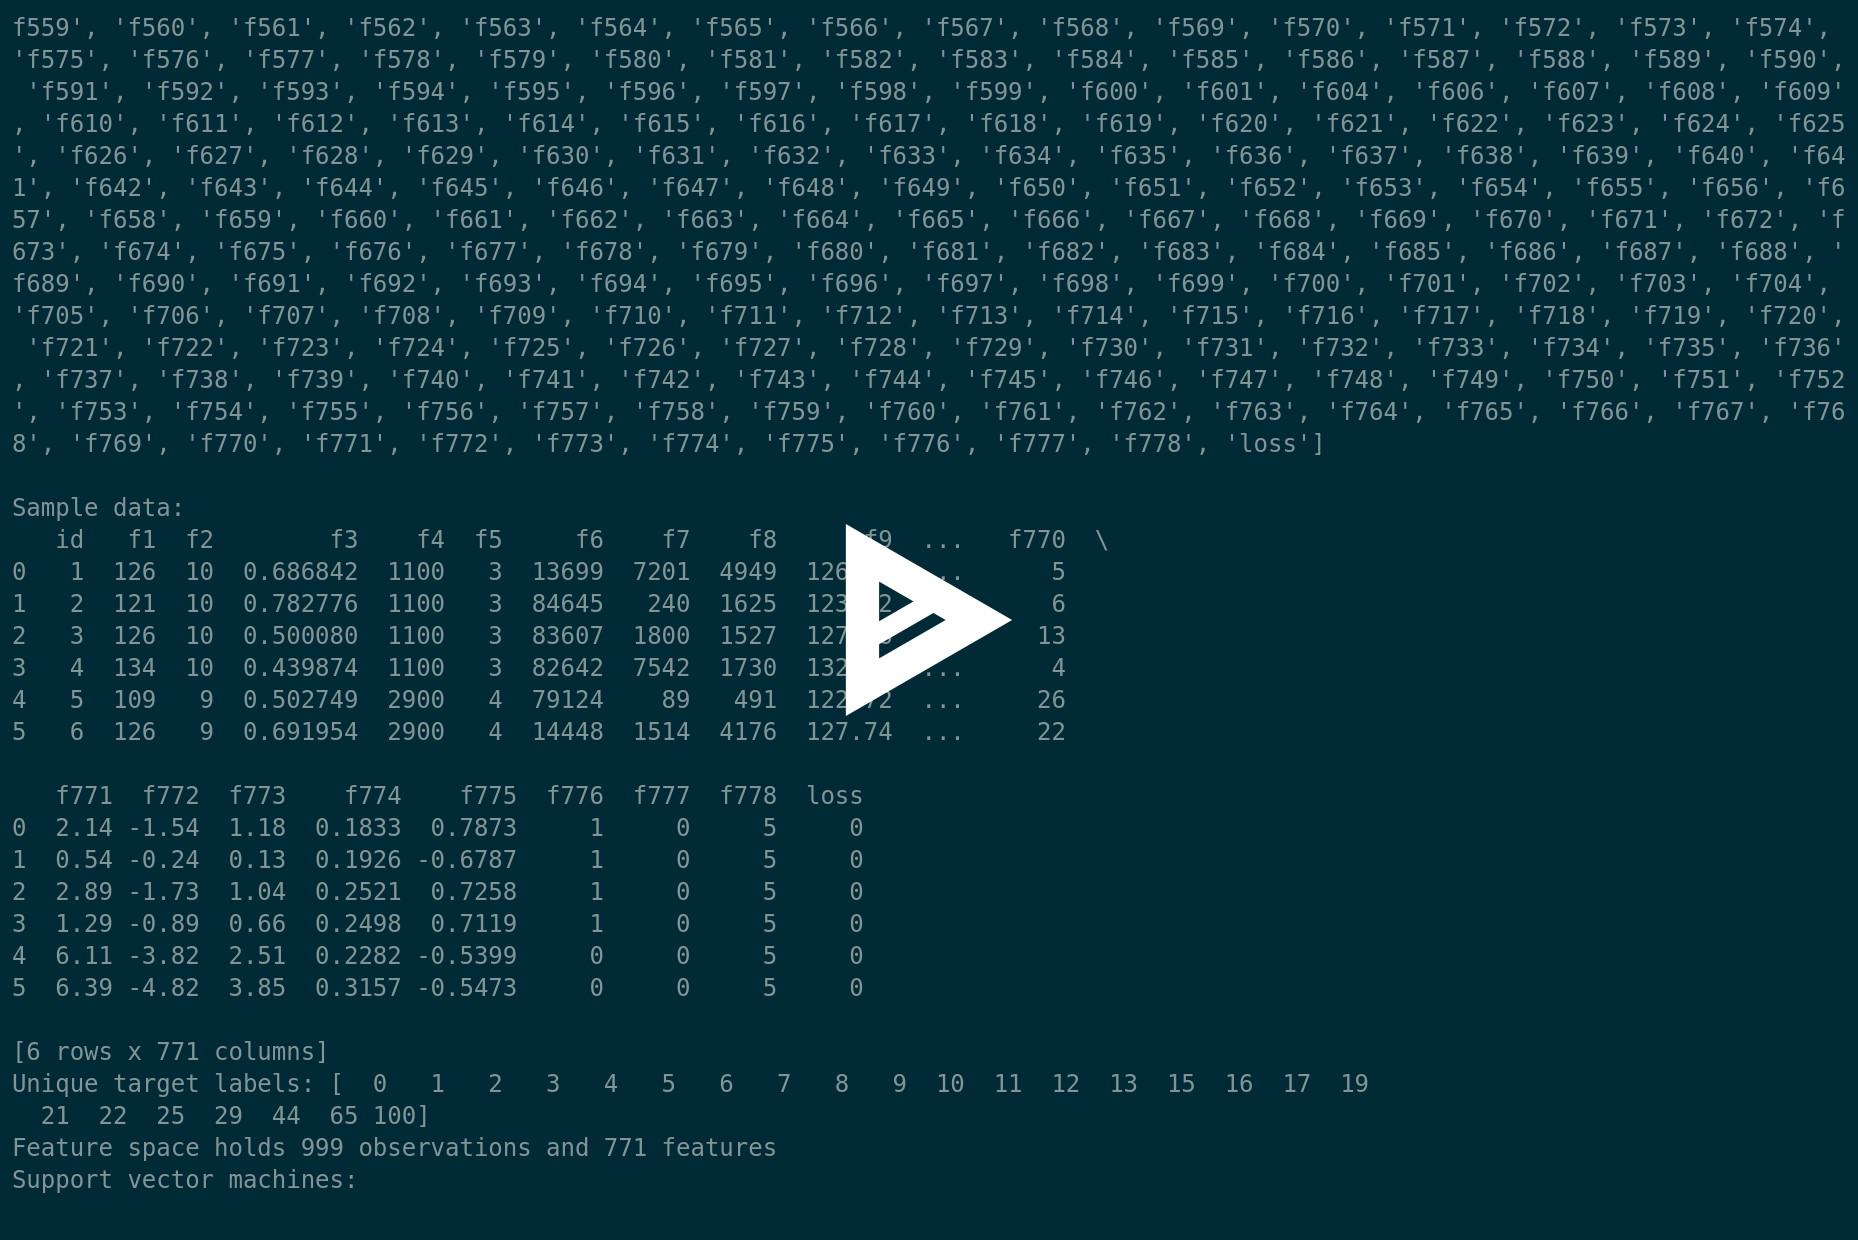 f559', 'f560', 'f561', 'f562', 'f563', 'f564', 'f565', 'f566', 'f567', 'f568', 'f569', 'f570', 'f571', 'f572', 'f573', 'f574',
'f575', 'f576', 'f577', 'f578', 'f579', 'f580', 'f581', 'f582', 'f583', 'f584', 'f585', 'f586', 'f587', 'f588', 'f589', 'f590',
'f591', 'f592', 'f593', 'f594', 'f595', 'f596', 'f597', 'f598', 'f599', 'f600', 'f601', 'f604', 'f606', 'f607', 'f608', 'f609'
, 'f610', 'f611', 'f612', 'f613', 'f614', 'f615', 'f616', 'f617', 'f618', 'f619', 'f620', 'f621', 'f622', 'f623', 'f624', 'f625
', 'f626', 'f627', 'f628', 'f629', 'f630', 'f631', 'f632', 'f633', 'f634', 'f635', 'f636', 'f637', 'f638', 'f639', 'f640', 'f64
1', 'f642', 'f643', 'f644', 'f645', 'f646', 'f647', 'f648', 'f649', 'f650', 'f651', 'f652', 'f653', 'f654', 'f655', 'f656', 'f6
57', 'f658', 'f659', 'f660', 'f661', 'f662', 'f663', 'f664', 'f665', 'f666', 'f667', 'f668', 'f669', 'f670', 'f671', 'f672', 'f
673', 'f674', 'f675', 'f676', 'f677', 'f678', 'f679', 'f680', 'f681', 'f682', 'f683', 'f684', 'f685', 'f686', 'f687', 'f688', '
f689', 'f690', 'f691', 'f692', 'f693', 'f694', 'f695', 'f696', 'f697', 'f698', 'f699', 'f700', 'f701', 'f702', 'f703', 'f704',
'f705', 'f706', 'f707', 'f708', 'f709', 'f710', 'f711', 'f712', 'f713', 'f714', 'f715', 'f716', 'f717', 'f718', 'f719', 'f720',
'f721', 'f722', 'f723', 'f724', 'f725', 'f726', 'f727', 'f728', 'f729', 'f730', 'f731', 'f732', 'f733', 'f734', 'f735', 'f736'
, 'f737', 'f738', 'f739', 'f740', 'f741', 'f742', 'f743', 'f744', 'f745', 'f746', 'f747', 'f748', 'f749', 'f750', 'f751', 'f752
', 'f753', 'f754', 'f755', 'f756', 'f757', 'f758', 'f759', 'f760', 'f761', 'f762', 'f763', 'f764', 'f765', 'f766', 'f767', 'f76
8', 'f769', 'f770', 'f771', 'f772', 'f773', 'f774', 'f775', 'f776', 'f777', 'f778', 'loss']
Sample data:
id f1 f2 f3 f4 f5 f6 f7 f8 f9 ... f770 \
0 1 126 10 0.686842 1100 3 13699 7201 4949 5
1 2 121 10 0.782776 1100 3 84645 240 1625 6
2 3 126 10 0.500080 1100 3 83607 1800 1527 13
3 4 134 10 0.439874 1100 3 82642 7542 1730 ... 4
4 5 109 9 0.502749 2900 4 79124 89 491 122.72 ... 26
5 6 126 9 0.691954 2900 4 14448 1514 4176 127.74 ... 22
f771 f772 f773 f774 f775 f776 f777 f778 loss
0 2.14 -1.54 1.18 0.1833 0.7873 1 0 5 0
1 0.54 -0.24 0.13 0.1926 -0.6787 1 0 5 0
2 2.89 -1.73 1.04 0.2521 0.7258 1 0 5 0
3 1.29 -0.89 0.66 0.2498 0.7119 1 0 5 0
4 6.11 -3.82 2.51 0.2282 -0.5399 0 0 5 0
5 6.39 -4.82 3.85 0.3157 -0.5473 0 0 5 0
[6 rows x 771 columns]
Unique target labels: [ 0 1 2 3 4 5 6 7 8 9 10 11 12 13 15 16 17 19
21 22 25 29 44 65 100]
Feature space holds 999 observations and 771 features
Support vector machines: